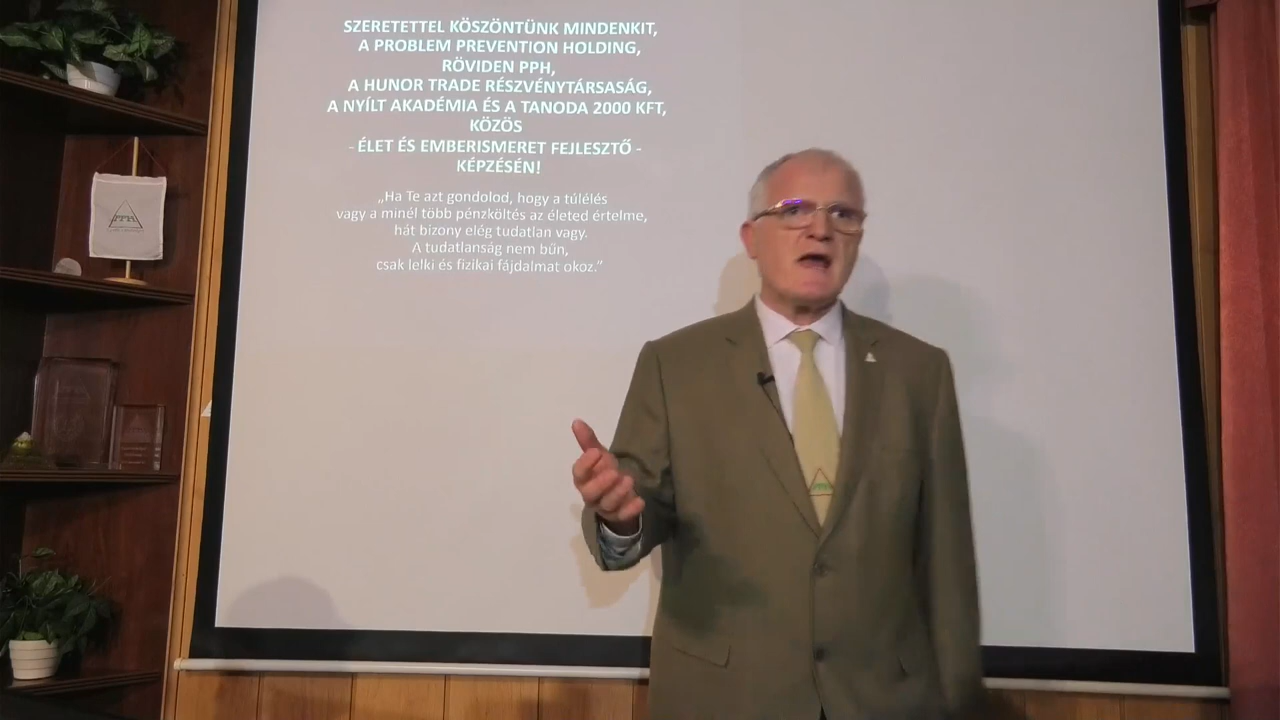 SZERETETTEL KÖSZÖNTÜNK MINDENKIT,
A PROBLEM PREVENTION HOLDING,
RÖVIDEN PPH,
A HUNOR TRADE RÉSZVÉNYTÁRSASÁG,
A NYÍLT AKADÉMIA ÉS A TANODA 2000 KFT,
KÖZÖS
- ÉLET ÉS EMBERISMERET FEJLESZTŐ -
KÉPZÉSÉN!
„Ha Te azt gondolod, hogy a túlélés
vagy a minél több pénzköltés az életed értelme,
hát bizony elég tudatlan vagy.
A tudatlanság nem bűn,
csak lelki és fizikai fájdalmat okoz.”
PPH